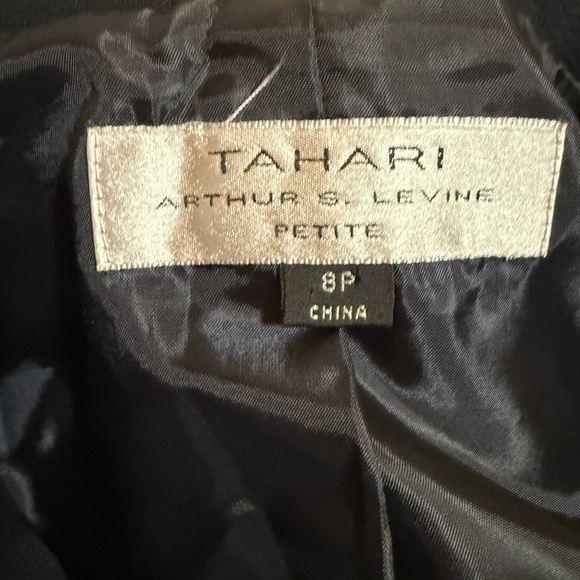 TAHARI
ARTHUR S. LEVINE
PETITE
8P
CHINA